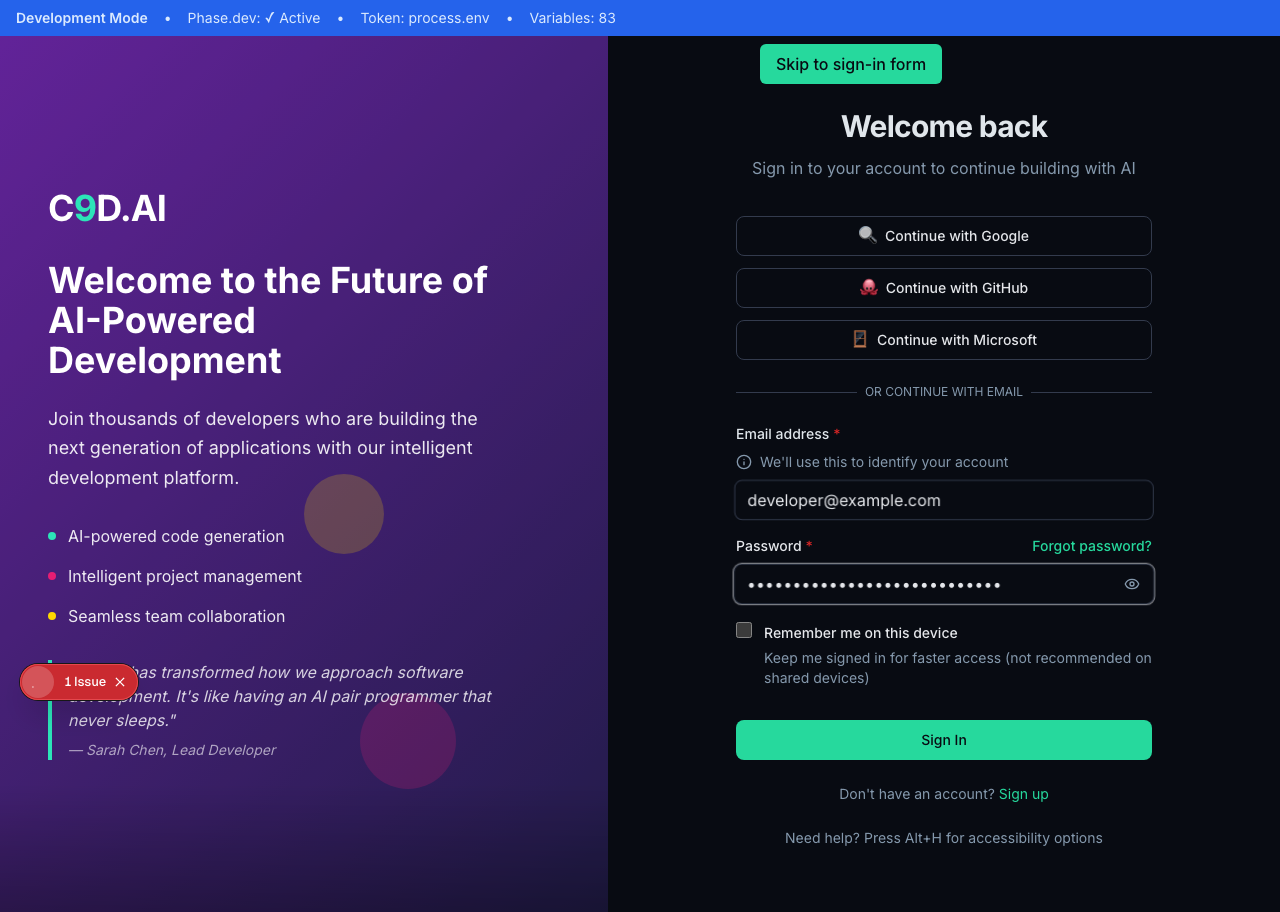 Development Mode • Phase.dev: ✓ Active • Token: process.env • Variables: 83
C9D.AI
Welcome to the Future of
AI-Powered
Development
Join thousands of developers who are building the
next generation of applications with our intelligent
development platform.
AI-powered code generation
Intelligent project management
Seamless team collaboration
has transformed how we approach software
It's like having an AI pair programmer that
never sleeps."
— Sarah Chen, Lead Developer
1 Issue
Skip to sign-in form
Welcome back
Sign in to your account to continue building with AI
Continue with Google
Continue with GitHub
Continue with Microsoft
OR CONTINUE WITH EMAIL
Email address *
We'll use this to identify your account
developer@example.com
Password * Forgot password?
••••••••••••••••••••••••••••
Remember me on this device
Keep me signed in for faster access (not recommended on
shared devices)
Sign In
Don't have an account? Sign up
Need help? Press Alt+H for accessibility options